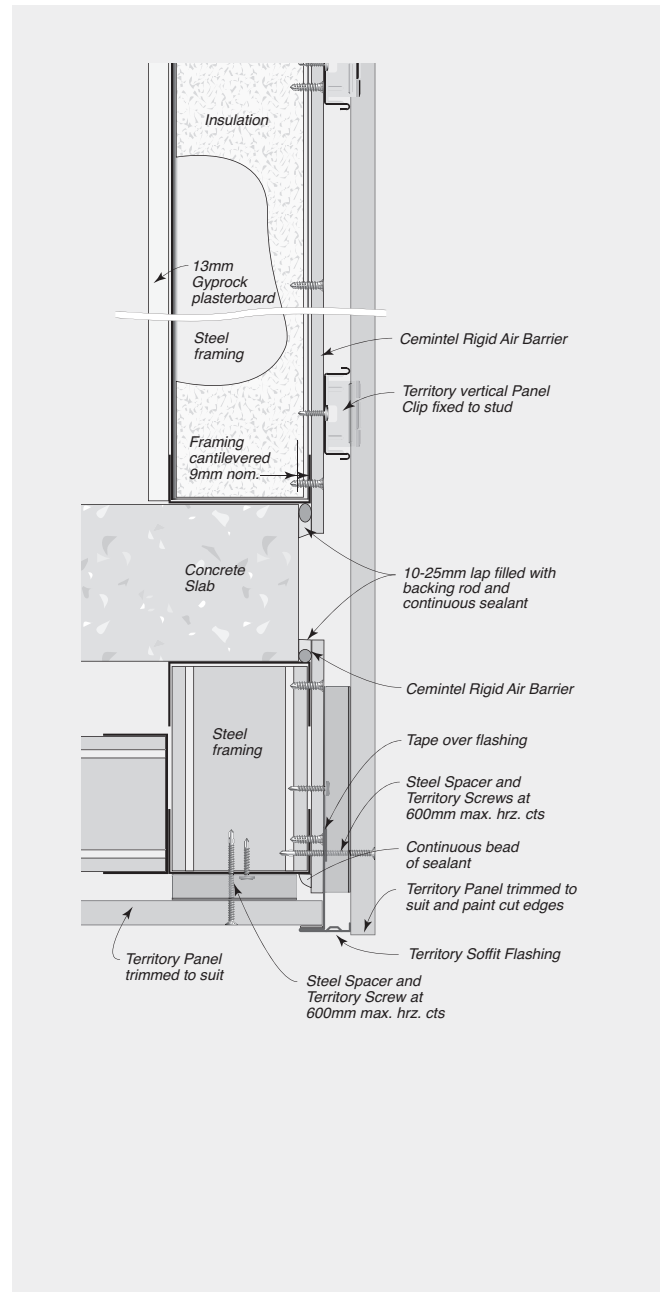 Insulation
13mm
Gyprock
plasterboard
Steel
framing
Cemintel Rigid Air Barrier
Territory vertical Panel
Clip fixed to stud
Framing
cantilevered
9mm nom.
Concrete
Slab
10-25mm lap filled with
backing rod and
continuous sealant
Cemintel Rigid Air Barrier
Steel
framing
Tape over flashing
Steel Spacer and
Territory Screws at
600mm max. hrz. cts
Continuous bead
of sealant
Territory Panel trimmed to
suit and paint cut edges
Territory Soffit Flashing
Territory Panel
trimmed to suit
Steel Spacer and
Territory Screw at
600mm max. hrz. cts